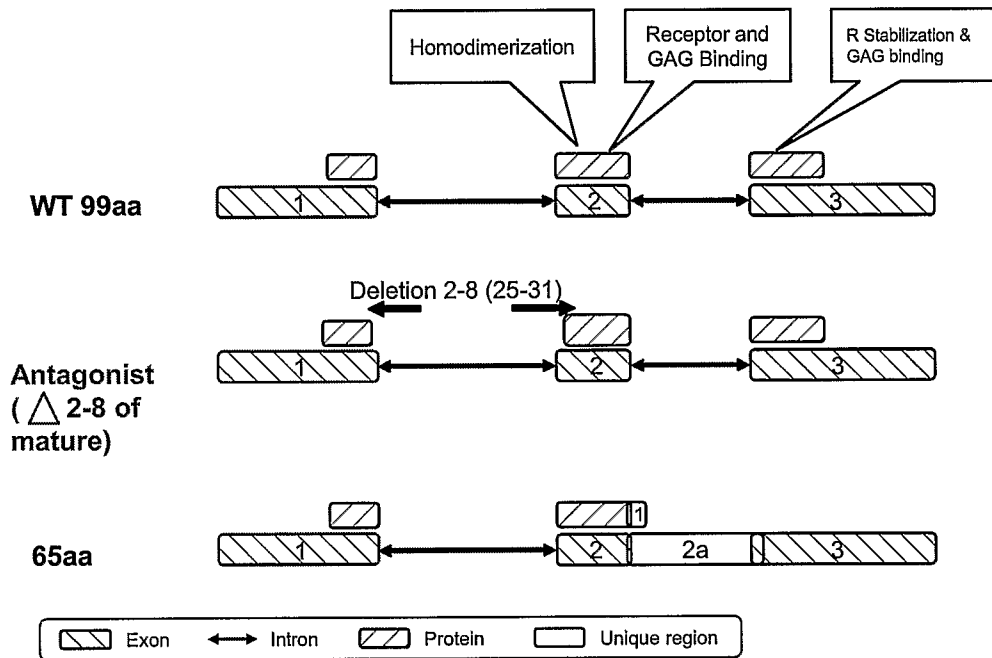 Homodimerization
Receptor and
GAG Binding
R Stabilization &
GAG binding
WT 99aa
1
2
3
Deletion 2-8 (25-31)
Antagonist
( △ 2-8 of
mature)
1
2
3
65aa
1
1
2
2a
3
Exon
Intron
Protein
Unique region